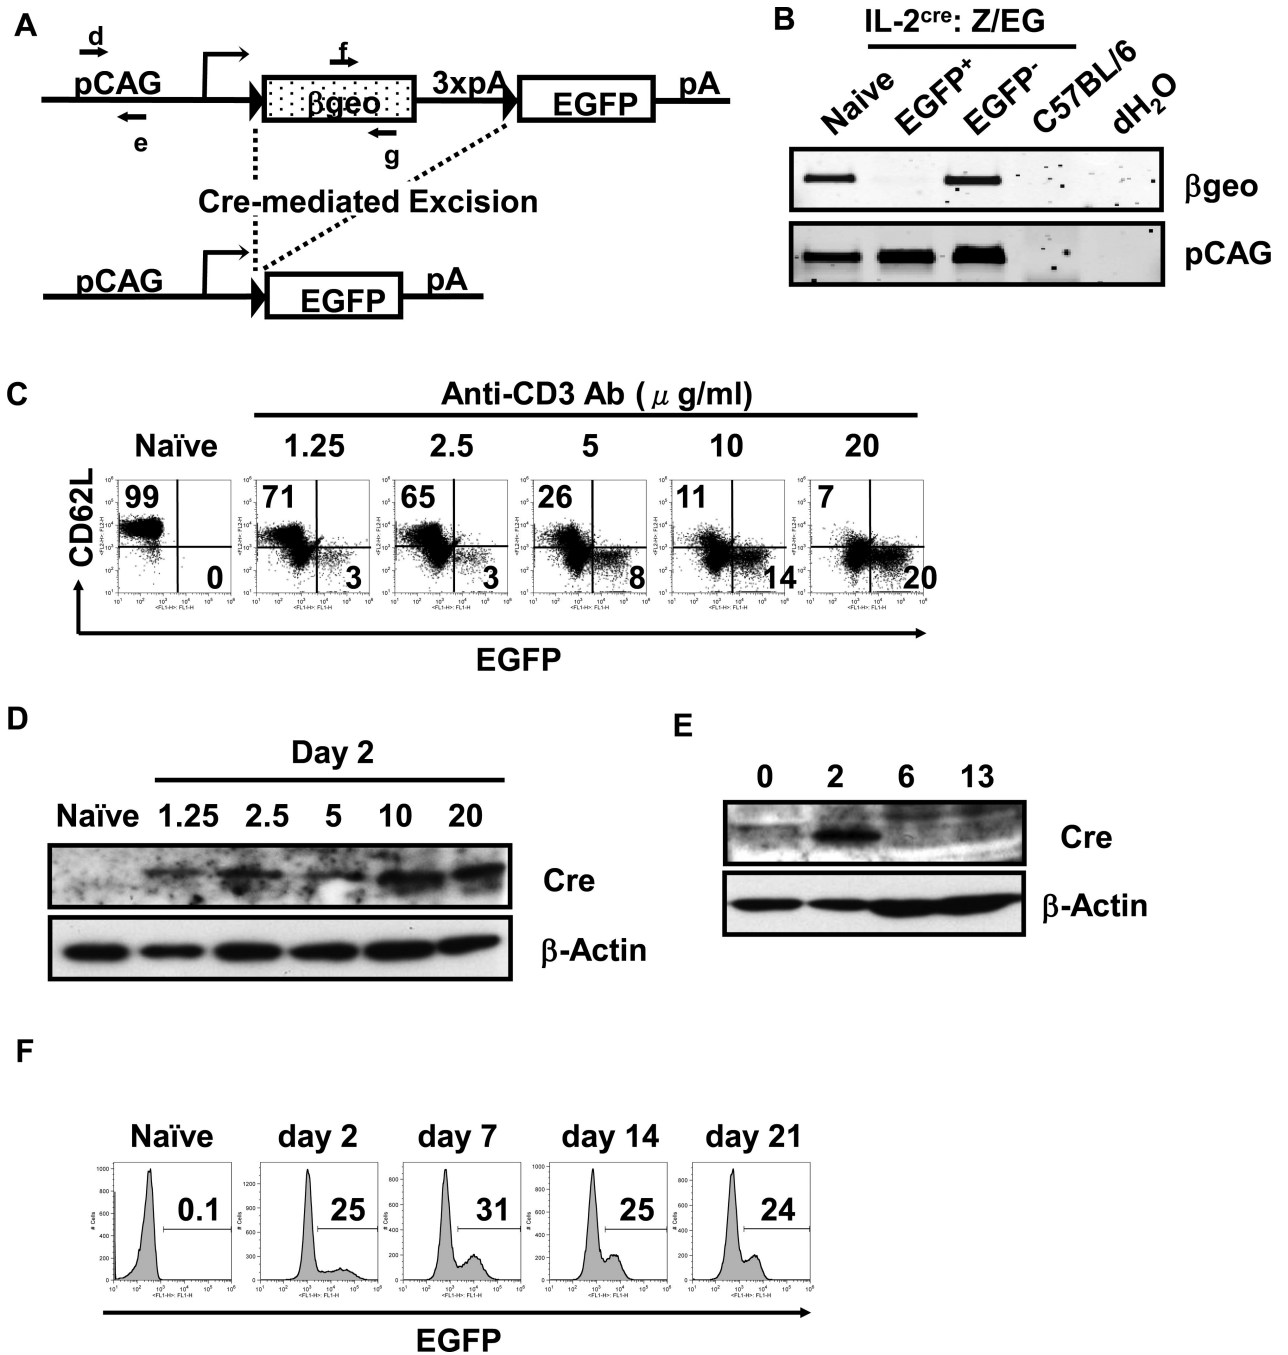 A
d
f
pCAG
βgeo
3xpA
EGFP
pA
e
g
Cre-mediated Excision
pCAG
EGFP
pA
B
IL-2cre: Z/EG
Naive
EGFP+
EGFP-
C57BL/6
dH2O
βgeo
pCAG
C
Anti-CD3 Ab (μ g/ml)
Naïve 1.25 2.5 5 10 20
CD62L
99 71 65 26 11 7
0 3 3 8 14 20
EGFP
D
Day 2
Naïve 1.25 2.5 5 10 20
Cre
β-Actin
E
0 2 6 13
Cre
β-Actin
F
Naïve day 2 day 7 day 14 day 21
0.1 25 31 25 24
# Cells
<FL1-H>: FL1-H
EGFP